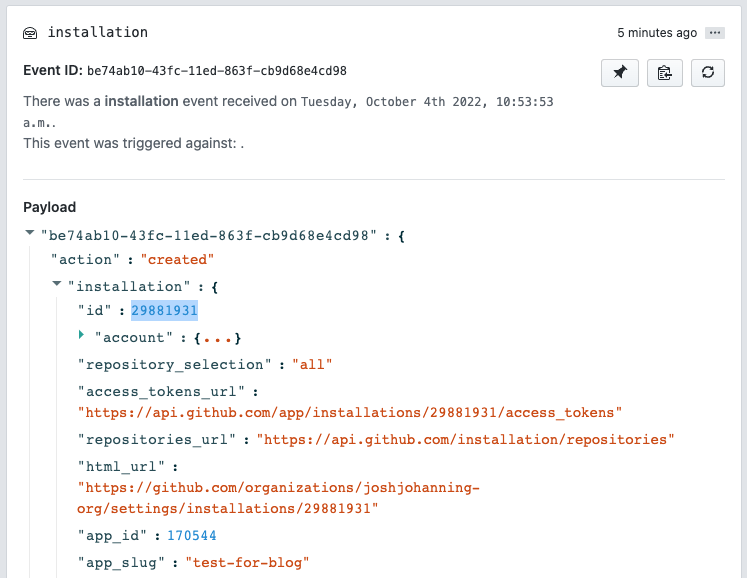 installation
5 minutes ago ...
Event ID: be74ab10-43fc-11ed-863f-cb9d68e4cd98
There was a installation event received on Tuesday, October 4th 2022, 10:53:53
a.m..
This event was triggered against: .
Payload
"be74ab10-43fc-11ed-863f-cb9d68e4cd98" : {
"action" : "created"
"installation" : {
"id" : 29881931
"account" : {...}
"repository_selection" : "all"
"access_tokens_url" :
"https://api.github.com/app/installations/29881931/access_tokens"
"repositories_url" : "https://api.github.com/installation/repositories"
"html_url" :
"https://github.com/organizations/joshjohanning-
org/settings/installations/29881931"
"app_id" : 170544
"app_slug" : "test-for-blog"